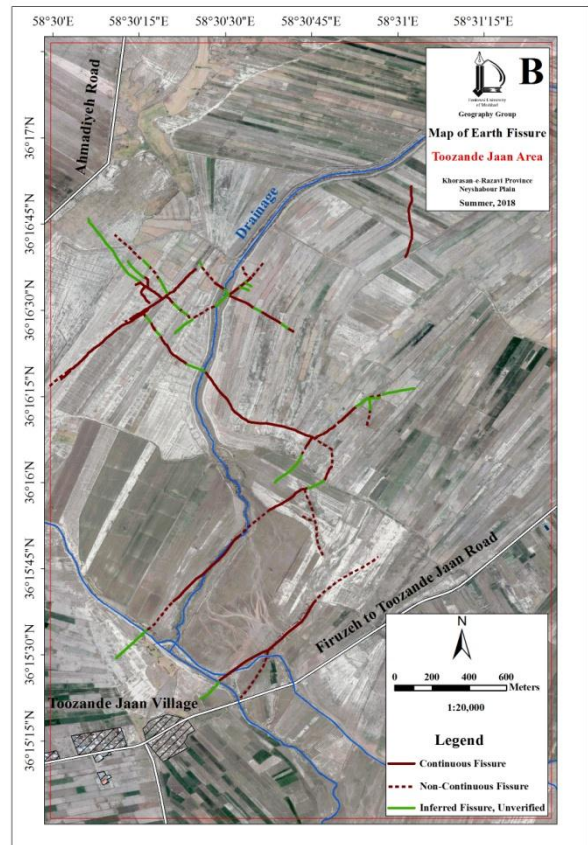 58°30'E
58°30'15"E
58°30'30"E
58°30'45"E
58°31'E
58°31'15"E
36°17'N
36°16'45"N
36°16'30"N
36°16'15"N
36°16'N
36°15'45"N
36°15'30"N
36°15'15"N
B
Ferdowsi University
of Mashhad
Geography Group
Map of Earth Fissure
Toozande Jaan Area
Khorasan-e-Razavi Province
Neyshabour Plain
Summer, 2018
Ahmadiyeh Road
Drainage
Firuzeh to Toozande Jaan Road
Toozande Jaan Village
N
0 200 400 600
Meters
1:20,000
Legend
Continuous Fissure
Non-Continuous Fissure
Inferred Fissure, Unverified